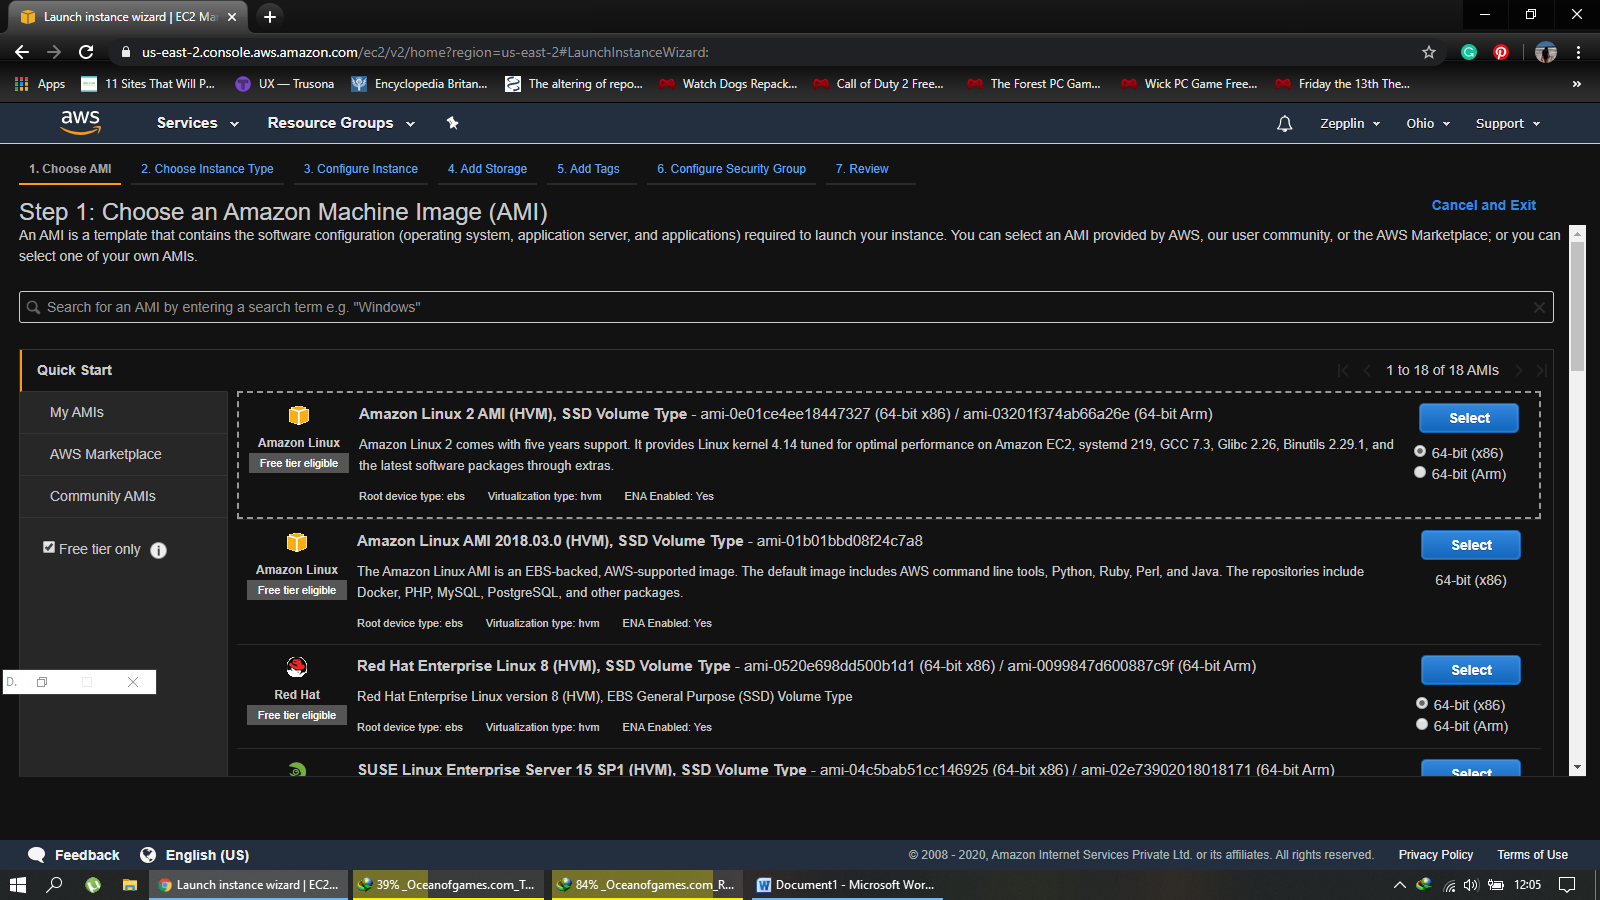 Launch instance wizard | EC2 Mar
us-east-2.console.aws.amazon.com/ec2/v2/home?region=us-east-2#LaunchInstanceWizard:
Apps 11 Sites That Will P... UX — Trusona Encyclopedia Britan... The altering of repo... Watch Dogs Repack... Call of Duty 2 Free... The Forest PC Gam... Wick PC Game Free... Friday the 13th The... »
aws Services Resource Groups Zepplin Ohio Support
1. Choose AMI 2. Choose Instance Type 3. Configure Instance 4. Add Storage 5. Add Tags 6. Configure Security Group 7. Review
Step 1: Choose an Amazon Machine Image (AMI)
Cancel and Exit
An AMI is a template that contains the software configuration (operating system, application server, and applications) required to launch your instance. You can select an AMI provided by AWS, our user community, or the AWS Marketplace; or you can
select one of your own AMIs.
Search for an AMI by entering a search term e.g. "Windows"
Quick Start
1 to 18 of 18 AMIs
My AMIs
AWS Marketplace
Community AMIs
Free tier only
Amazon Linux
Free tier eligible
Amazon Linux 2 AMI (HVM), SSD Volume Type - ami-0e01ce4ee18447327 (64-bit x86) / ami-03201f374ab66a26e (64-bit Arm)
Amazon Linux 2 comes with five years support. It provides Linux kernel 4.14 tuned for optimal performance on Amazon EC2, systemd 219, GCC 7.3, Glibc 2.26, Binutils 2.29.1, and
the latest software packages through extras.
Root device type: ebs Virtualization type: hvm ENA Enabled: Yes
Select
64-bit (x86)
64-bit (Arm)
Amazon Linux
Free tier eligible
Amazon Linux AMI 2018.03.0 (HVM), SSD Volume Type - ami-01b01bbd08f24c7a8
The Amazon Linux AMI is an EBS-backed, AWS-supported image. The default image includes AWS command line tools, Python, Ruby, Perl, and Java. The repositories include
Docker, PHP, MySQL, PostgreSQL, and other packages.
Root device type: ebs Virtualization type: hvm ENA Enabled: Yes
Select
64-bit (x86)
Red Hat
Free tier eligible
Red Hat Enterprise Linux 8 (HVM), SSD Volume Type - ami-0520e698dd500b1d1 (64-bit x86) / ami-0099847d600887c9f (64-bit Arm)
Red Hat Enterprise Linux version 8 (HVM), EBS General Purpose (SSD) Volume Type
Root device type: ebs Virtualization type: hvm ENA Enabled: Yes
Select
64-bit (x86)
64-bit (Arm)
D.
SUSE Linux Enterprise Server 15 SP1 (HVM), SSD Volume Type - ami-04c5bab51cc146925 (64-bit x86) / ami-02e73902018018171 (64-bit Arm)
Select
Feedback English (US)
© 2008 - 2020, Amazon Internet Services Private Ltd. or its affiliates. All rights reserved. Privacy Policy Terms of Use
Launch instance wizard | EC2... 39% _Oceanofgames.com_T... 84% _Oceanofgames.com_R... Document1 - Microsoft Wor... 12:05